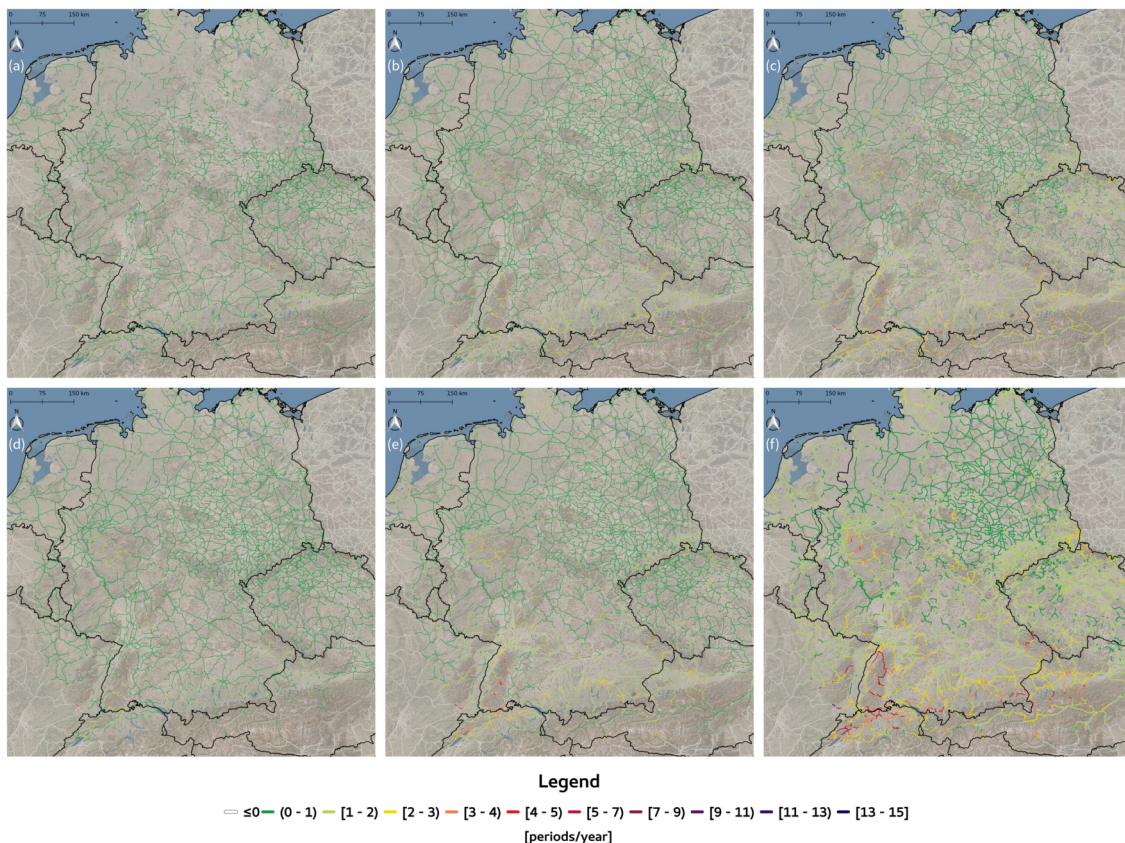 0 75 150 km
N
(a)
0 75 150 km
N
(b)
0 75 150 km
N
(c)
0 75 150 km
N
(d)
0 75 150 km
N
(e)
0 75 150 km
N
(f)
Legend
≤0 (0 - 1) [1 - 2) [2 - 3) [3 - 4) [4 - 5) [5 - 7) [7 - 9) [9 - 11) [11 - 13) [13 - 15]
[periods/year]